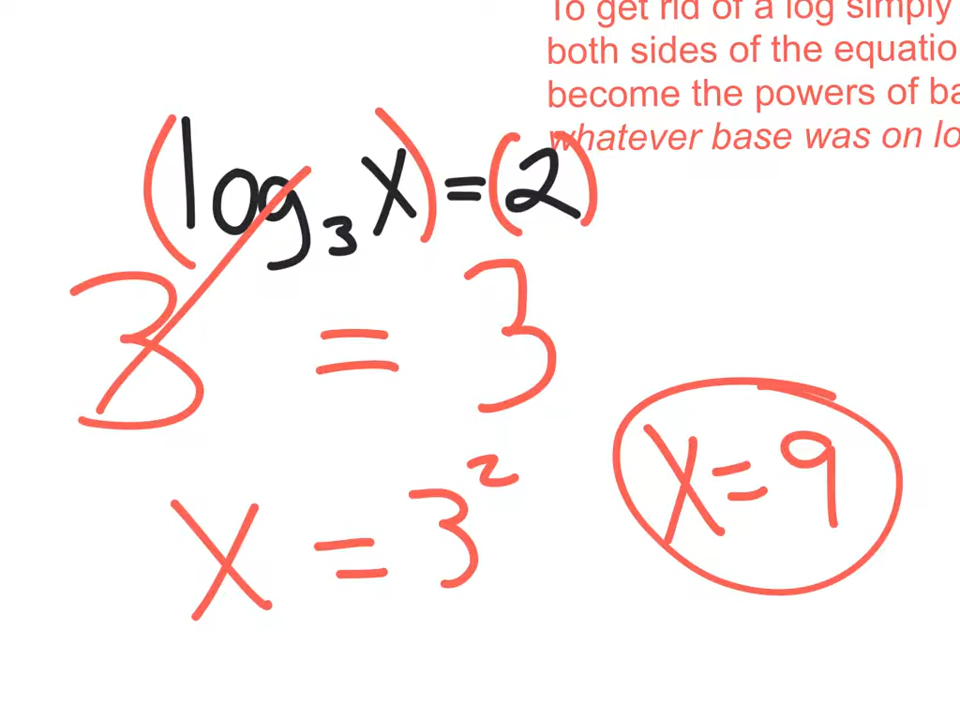 To get rid of a log simply
both sides of the equatio
become the powers of ba
whatever base was on lo
(log₃ x) = (2)
3 = 3
x = 3²
x = 9